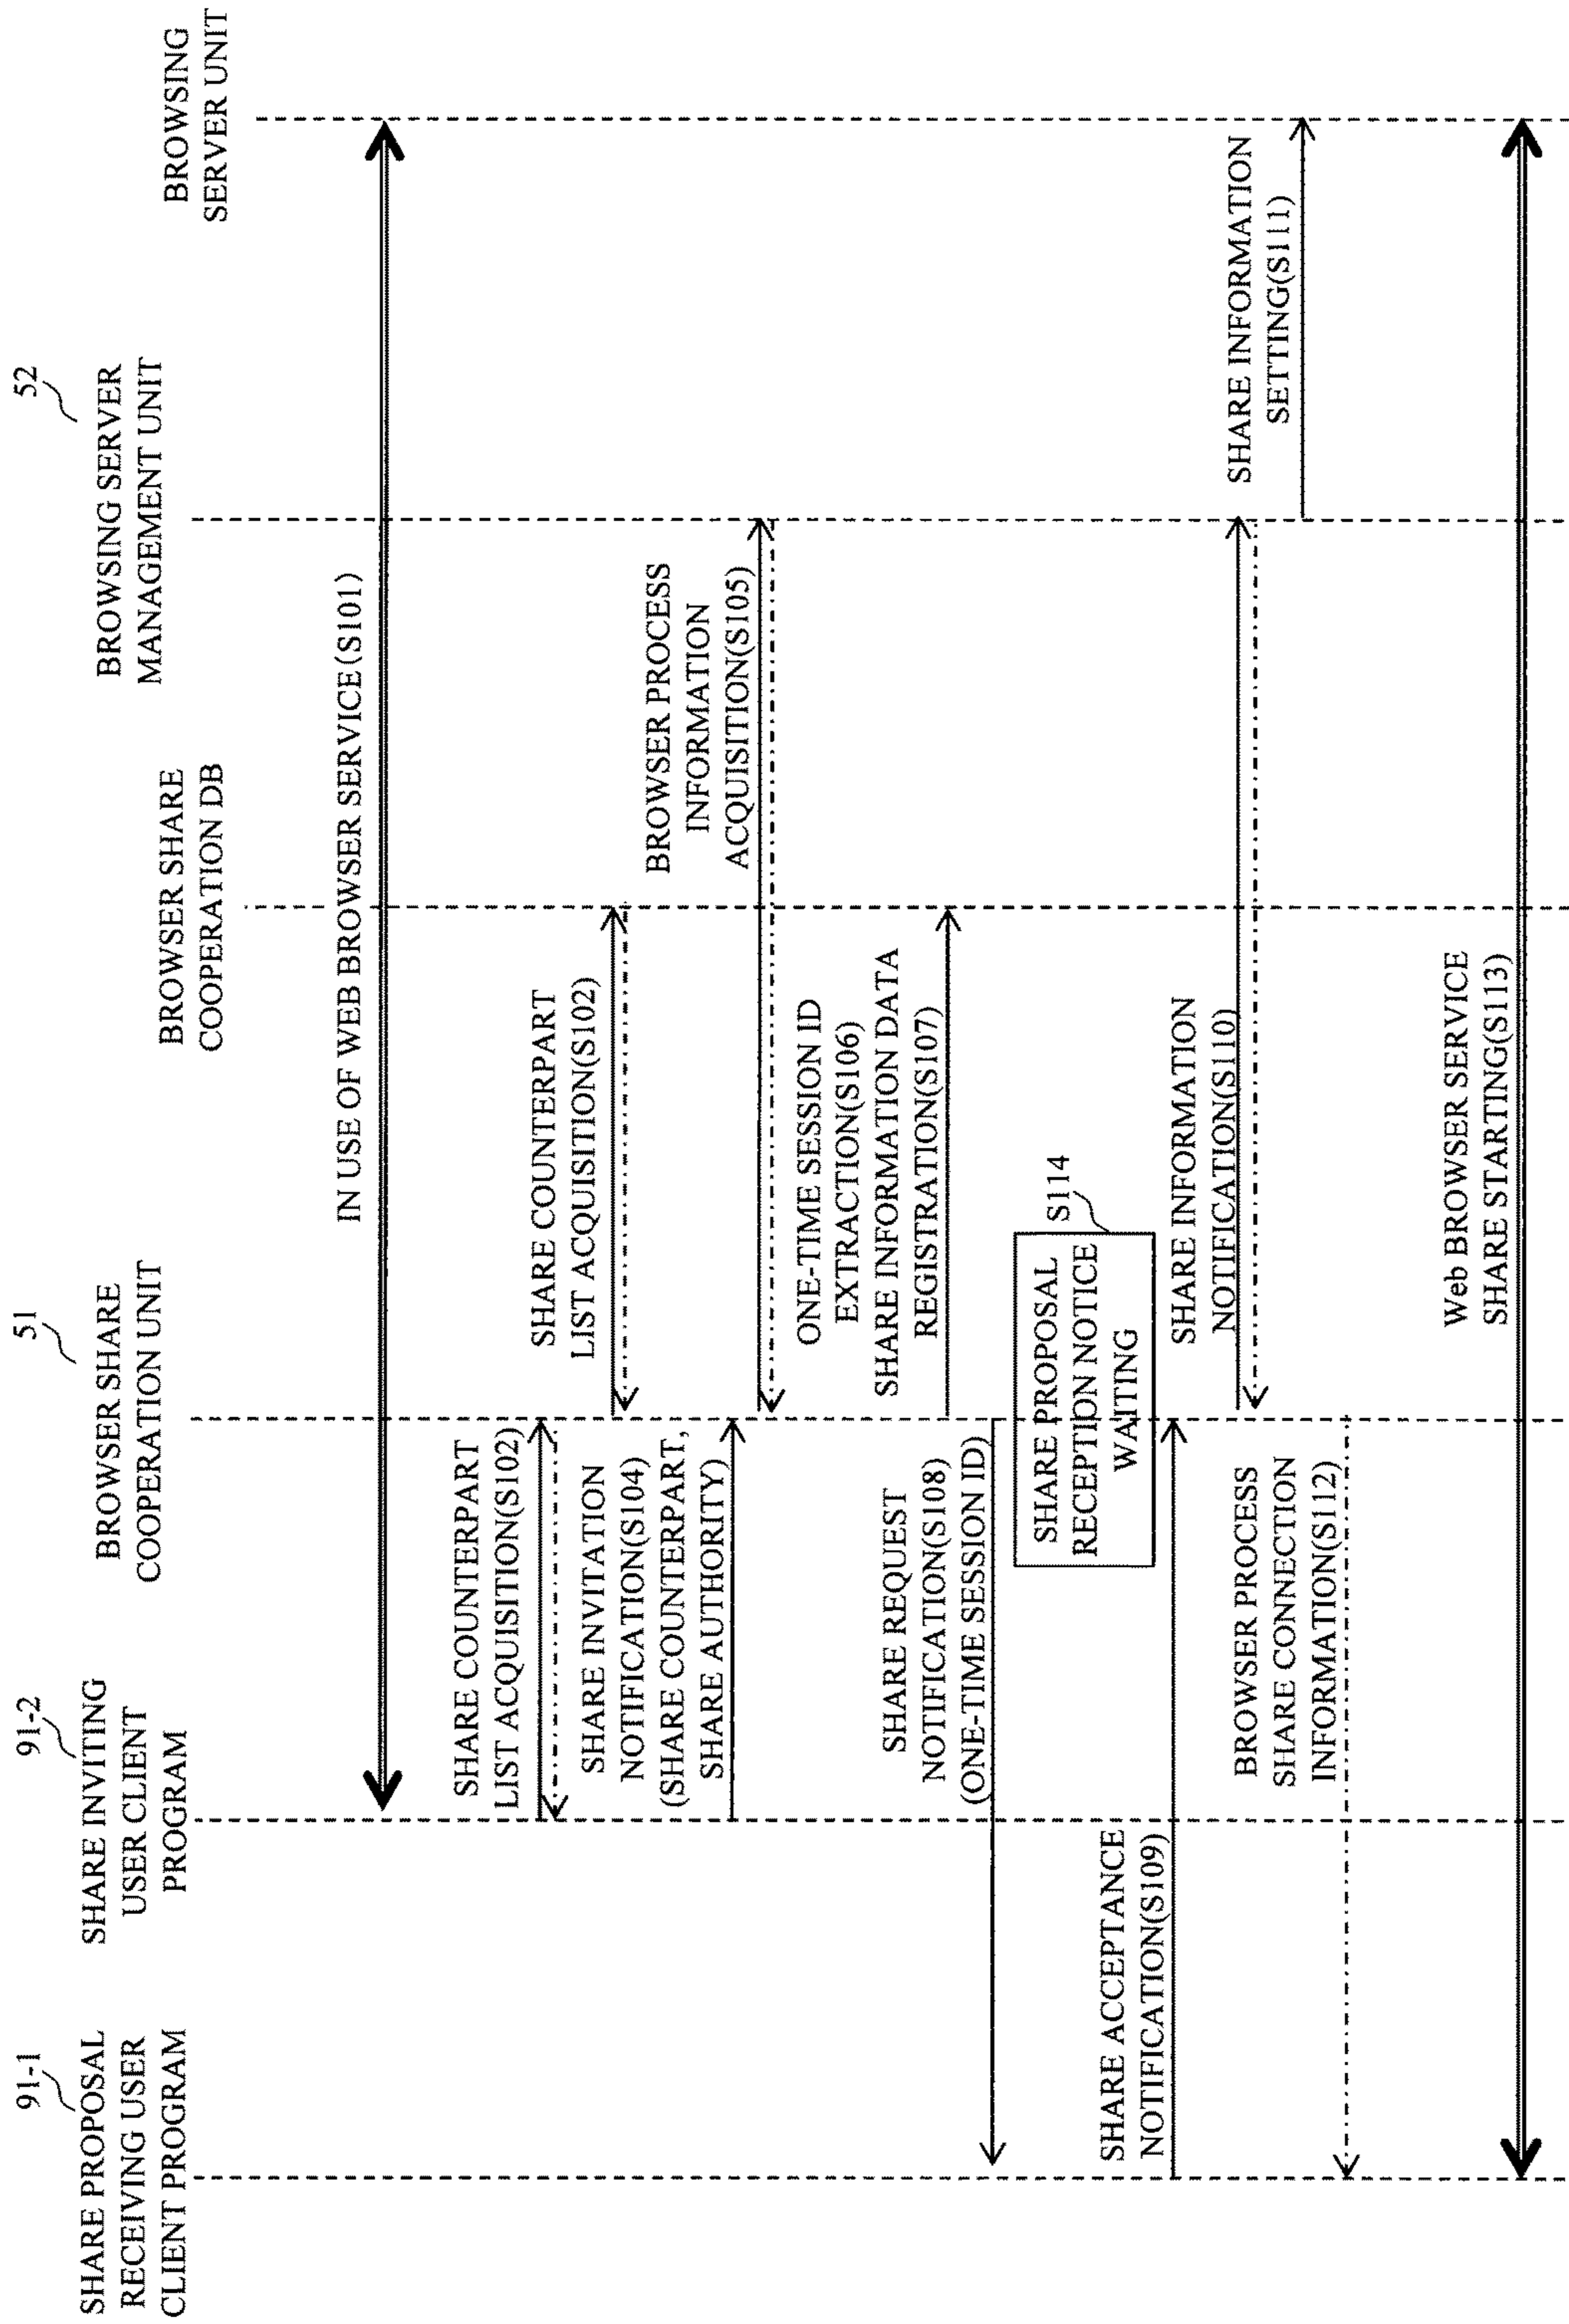 91-1
SHARE PROPOSAL
RECEIVING USER
CLIENT PROGRAM
91-2
SHARE INVITING
USER CLIENT
PROGRAM
51
BROWSER SHARE
COOPERATION UNIT
BROWSER SHARE
COOPERATION DB
52
BROWSING SERVER
MANAGEMENT UNIT
BROWSING
SERVER UNIT
IN USE OF WEB BROWSER SERVICE(S101)
SHARE COUNTERPART
LIST ACQUISITION(S102)
SHARE COUNTERPART
LIST ACQUISITION(S102)
SHARE INVITATION
NOTIFICATION(S104)
(SHARE COUNTERPART,
SHARE AUTHORITY)
BROWSER PROCESS
INFORMATION
ACQUISITION(S105)
ONE-TIME SESSION ID
EXTRACTION(S106)
SHARE INFORMATION DATA
REGISTRATION(S107)
SHARE REQUEST
NOTIFICATION(S108)
(ONE-TIME SESSION ID)
S114
SHARE PROPOSAL
RECEPTION NOTICE
WAITING
SHARE ACCEPTANCE
NOTIFICATION(S109)
SHARE INFORMATION
NOTIFICATION(S110)
SHARE INFORMATION
SETTING(S111)
BROWSER PROCESS
SHARE CONNECTION
INFORMATION(S112)
Web BROWSER SERVICE
SHARE STARTING(S113)